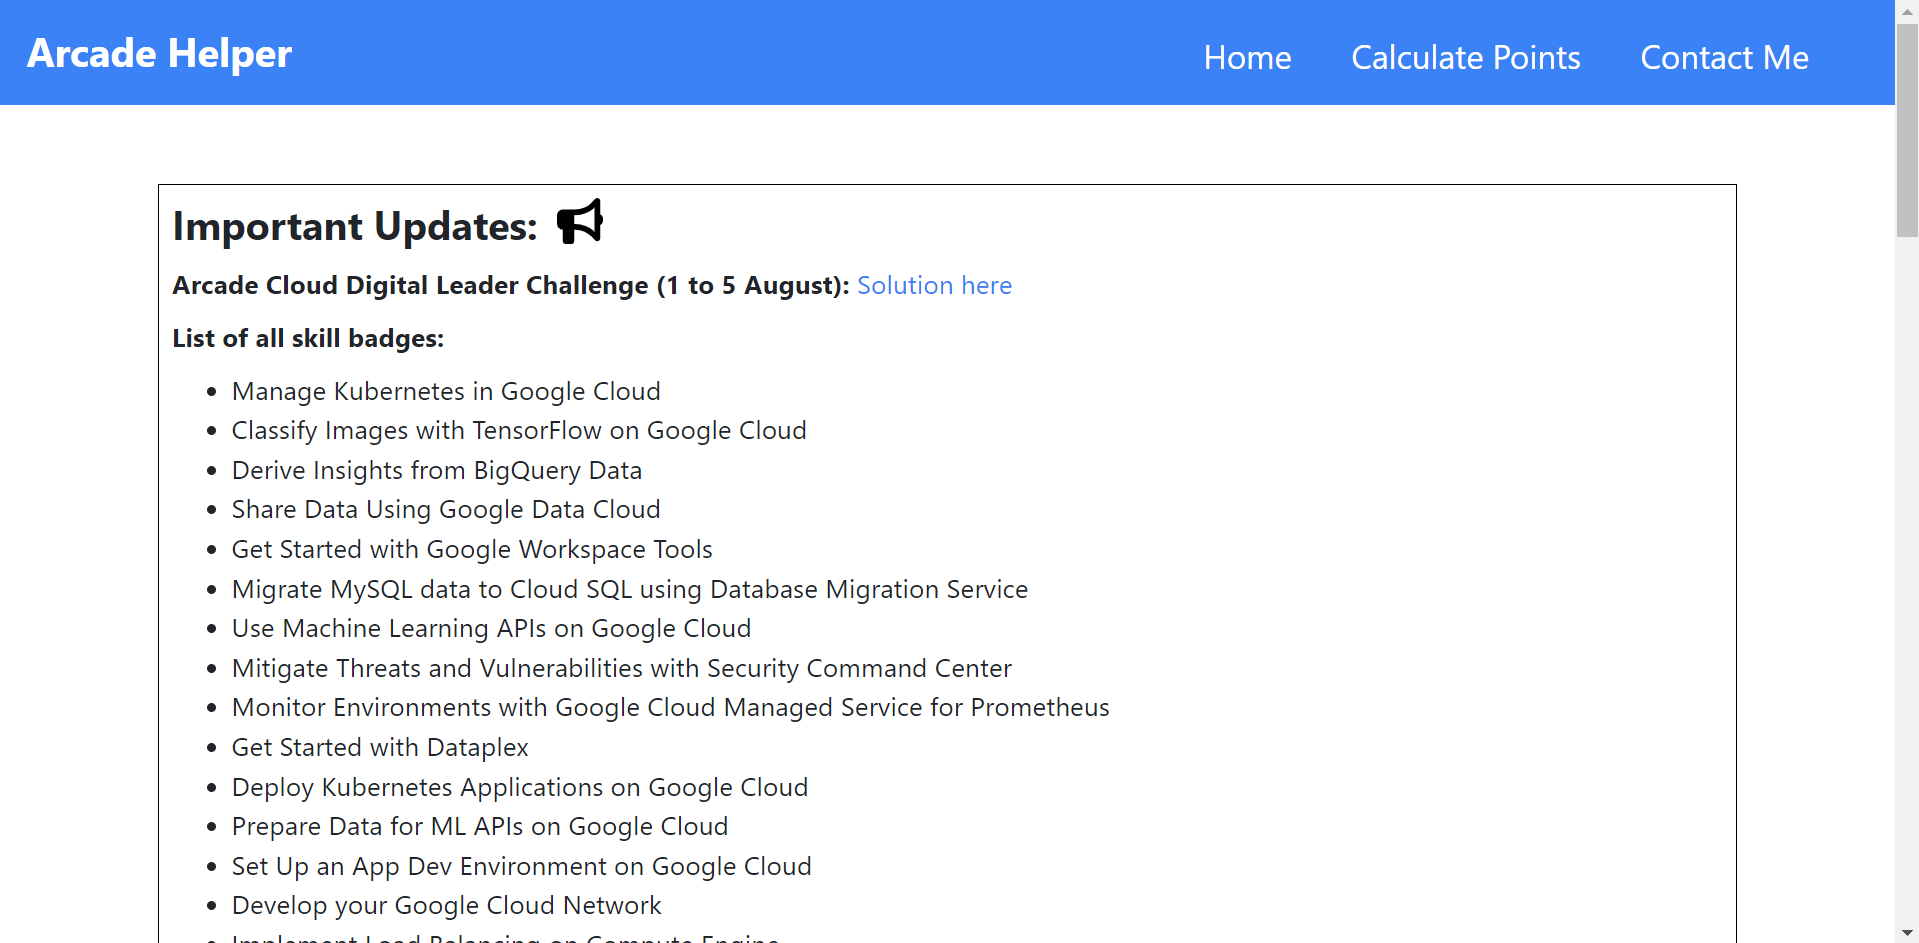 Arcade Helper
Home Calculate Points Contact Me
Important Updates:
Arcade Cloud Digital Leader Challenge (1 to 5 August): Solution here
List of all skill badges:
Manage Kubernetes in Google Cloud
Classify Images with TensorFlow on Google Cloud
Derive Insights from BigQuery Data
Share Data Using Google Data Cloud
Get Started with Google Workspace Tools
Migrate MySQL data to Cloud SQL using Database Migration Service
Use Machine Learning APIs on Google Cloud
Mitigate Threats and Vulnerabilities with Security Command Center
Monitor Environments with Google Cloud Managed Service for Prometheus
Get Started with Dataplex
Deploy Kubernetes Applications on Google Cloud
Prepare Data for ML APIs on Google Cloud
Set Up an App Dev Environment on Google Cloud
Develop your Google Cloud Network
Implement Load Balancing on Compute Engine